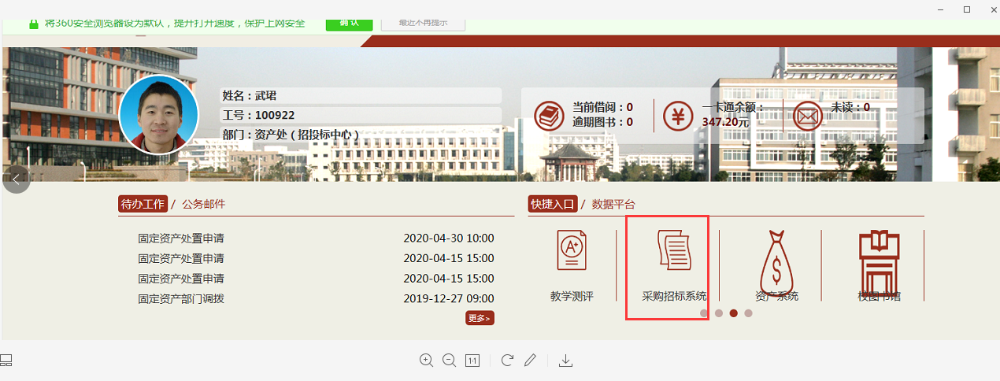 将360安全浏览器设为默认，提升打开速度，保护上网安全
确认
最近不再提示
姓名：武珺
工号：100922
部门：资产处（招投标中心）
当前借阅：0
逾期图书：0
¥
一卡通余额：
347.20元
未读：0
待办工作 / 公务邮件
固定资产处置申请 2020-04-30 10:00
固定资产处置申请 2020-04-15 15:00
固定资产处置申请 2020-04-15 15:00
固定资产部门调拨 2019-12-27 09:00
更多>
快捷入口 / 数据平台
A+
$
教学测评
采购招标系统
资产系统
校图书馆
1:1